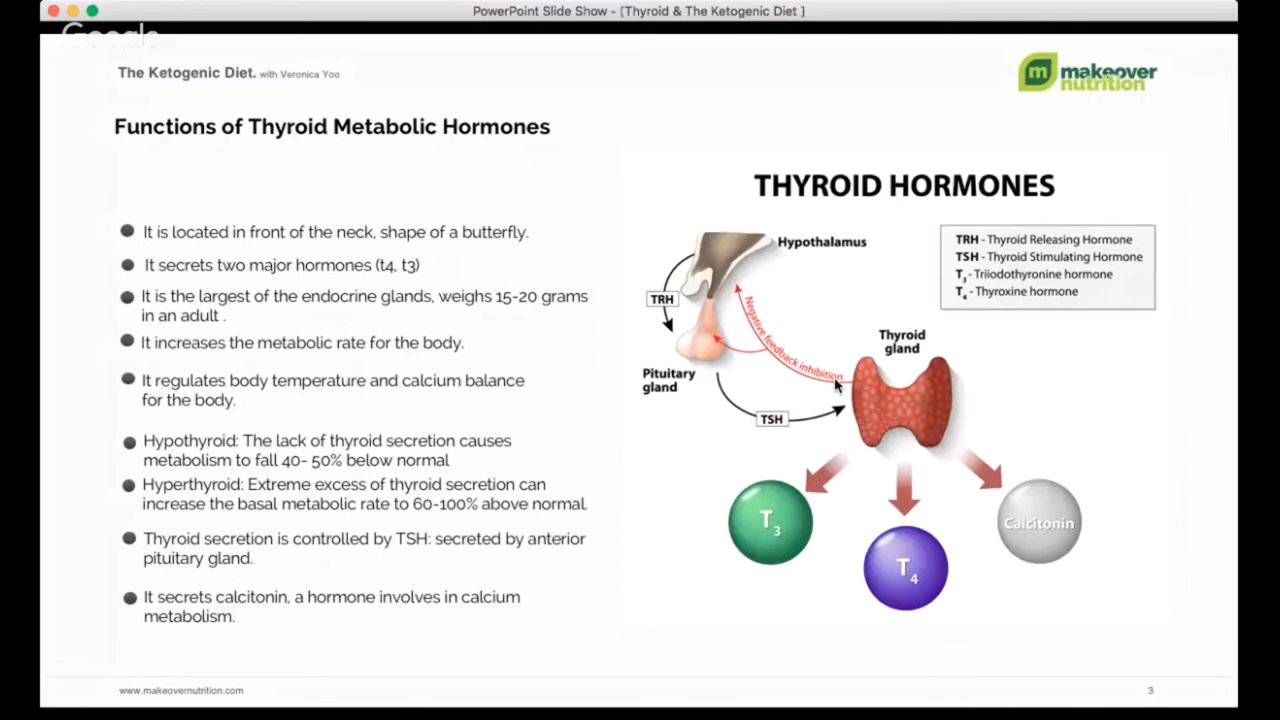 PowerPoint Slide Show - [Thyroid & The Ketogenic Diet ]
Google
The Ketogenic Diet. with Veronica Yoo
m makeover
nutrition
Functions of Thyroid Metabolic Hormones
It is located in front of the neck, shape of a butterfly.
It secrets two major hormones (t4, t3)
It is the largest of the endocrine glands, weighs 15-20 grams
in an adult .
It increases the metabolic rate for the body.
It regulates body temperature and calcium balance
for the body.
Hypothyroid: The lack of thyroid secretion causes
metabolism to fall 40- 50% below normal
Hyperthyroid: Extreme excess of thyroid secretion can
increase the basal metabolic rate to 60-100% above normal.
Thyroid secretion is controlled by TSH: secreted by anterior
pituitary gland.
It secrets calcitonin, a hormone involves in calcium
metabolism.
THYROID HORMONES
Hypothalamus
TRH - Thyroid Releasing Hormone
TSH - Thyroid Stimulating Hormone
T3 - Triiodothyronine hormone
T4 - Thyroxine hormone
TRH
Negative feedback inhibition
Thyroid
gland
Pituitary
gland
TSH
T3
T4
Calcitonin
www.makeovernutrition.com
3